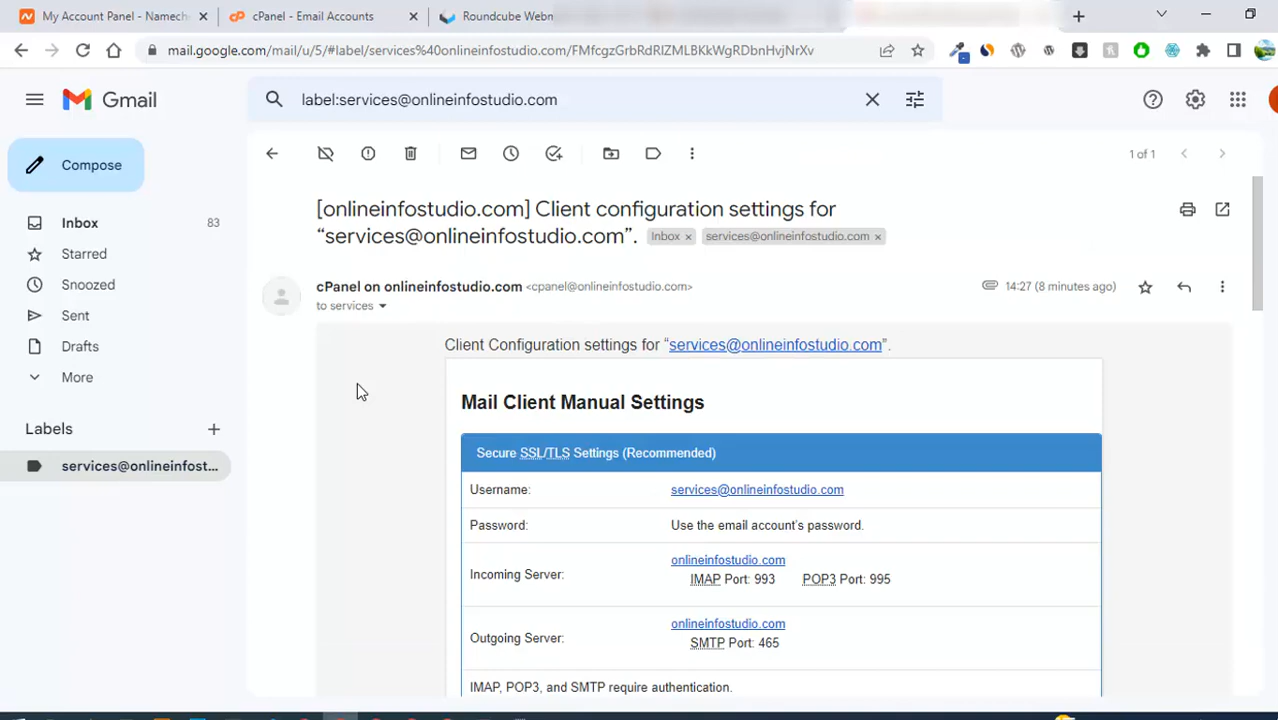 My Account Panel - Namech
cPanel - Email Accounts
Roundcube Webm
mail.google.com/mail/u/5/#label/services%40onlineinfostudio.com/FMfcgzGrbRdRlZMLBKkWgRDbnHvjNrXv
Gmail
label:services@onlineinfostudio.com
Compose
1 of 1
Inbox 83
Starred
Snoozed
Sent
Drafts
More
Labels
services@onlineinfost...
[onlineinfostudio.com] Client configuration settings for
“services@onlineinfostudio.com”. Inbox x services@onlineinfostudio.com x
cPanel on onlineinfostudio.com <cpanel@onlineinfostudio.com> 14:27 (8 minutes ago)
to services
Client Configuration settings for “services@onlineinfostudio.com”.
Mail Client Manual Settings
Secure SSL/TLS Settings (Recommended)
Username: services@onlineinfostudio.com
Password: Use the email account’s password.
Incoming Server: onlineinfostudio.com
IMAP Port: 993 POP3 Port: 995
Outgoing Server: onlineinfostudio.com
SMTP Port: 465
IMAP, POP3, and SMTP require authentication.